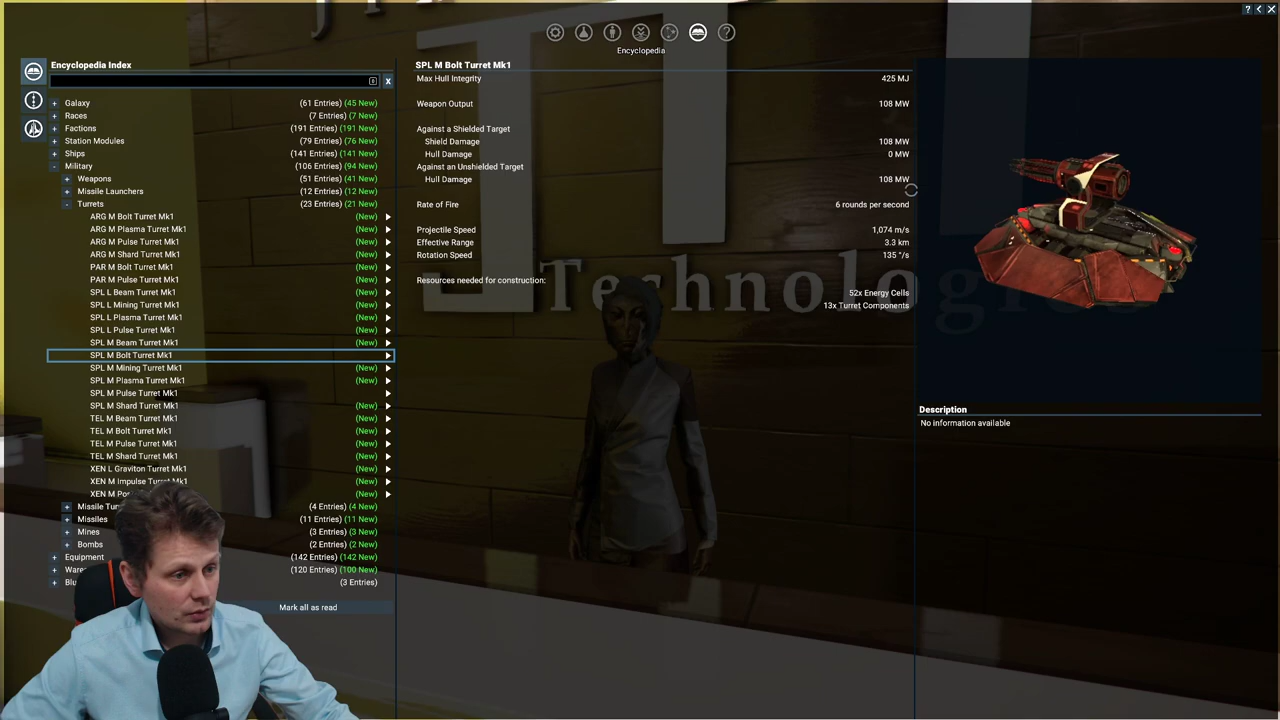 ? < X
Encyclopedia
Encyclopedia Index
X
+ Galaxy (61 Entries) (45 New)
+ Races (7 Entries) (7 New)
+ Factions (191 Entries) (191 New)
+ Station Modules (79 Entries) (76 New)
+ Ships (141 Entries) (141 New)
- Military (106 Entries) (94 New)
+ Weapons (51 Entries) (41 New)
+ Missile Launchers (12 Entries) (12 New)
- Turrets (23 Entries) (21 New)
ARG M Bolt Turret Mk1 (New)
ARG M Plasma Turret Mk1 (New)
ARG M Pulse Turret Mk1 (New)
ARG M Shard Turret Mk1 (New)
PAR M Bolt Turret Mk1 (New)
PAR M Pulse Turret Mk1 (New)
SPL L Beam Turret Mk1 (New)
SPL L Mining Turret Mk1 (New)
SPL L Plasma Turret Mk1 (New)
SPL L Pulse Turret Mk1 (New)
SPL M Beam Turret Mk1 (New)
SPL M Bolt Turret Mk1
SPL M Mining Turret Mk1 (New)
SPL M Plasma Turret Mk1 (New)
SPL M Pulse Turret Mk1
SPL M Shard Turret Mk1 (New)
TEL M Beam Turret Mk1 (New)
TEL M Bolt Turret Mk1 (New)
TEL M Pulse Turret Mk1 (New)
TEL M Shard Turret Mk1 (New)
XEN L Graviton Turret Mk1 (New)
XEN M Impulse Turret Mk1 (New)
XEN M (New)
+ Missile (4 Entries) (4 New)
+ Missiles (11 Entries) (11 New)
+ Mines (3 Entries) (3 New)
+ Bombs (2 Entries) (2 New)
+ Equipment (142 Entries) (142 New)
+ (120 Entries) (100 New)
+ (3 Entries)
Mark all as read
SPL M Bolt Turret Mk1
Max Hull Integrity 425 MJ
Weapon Output 108 MW
Against a Shielded Target
Shield Damage 108 MW
Hull Damage 0 MW
Against an Unshielded Target
Hull Damage 108 MW
Rate of Fire 6 rounds per second
Projectile Speed 1,074 m/s
Effective Range 3.3 km
Rotation Speed 135 °/s
Resources needed for construction:
52x Energy Cells
13x Turret Components
Description
No information available
Technologies